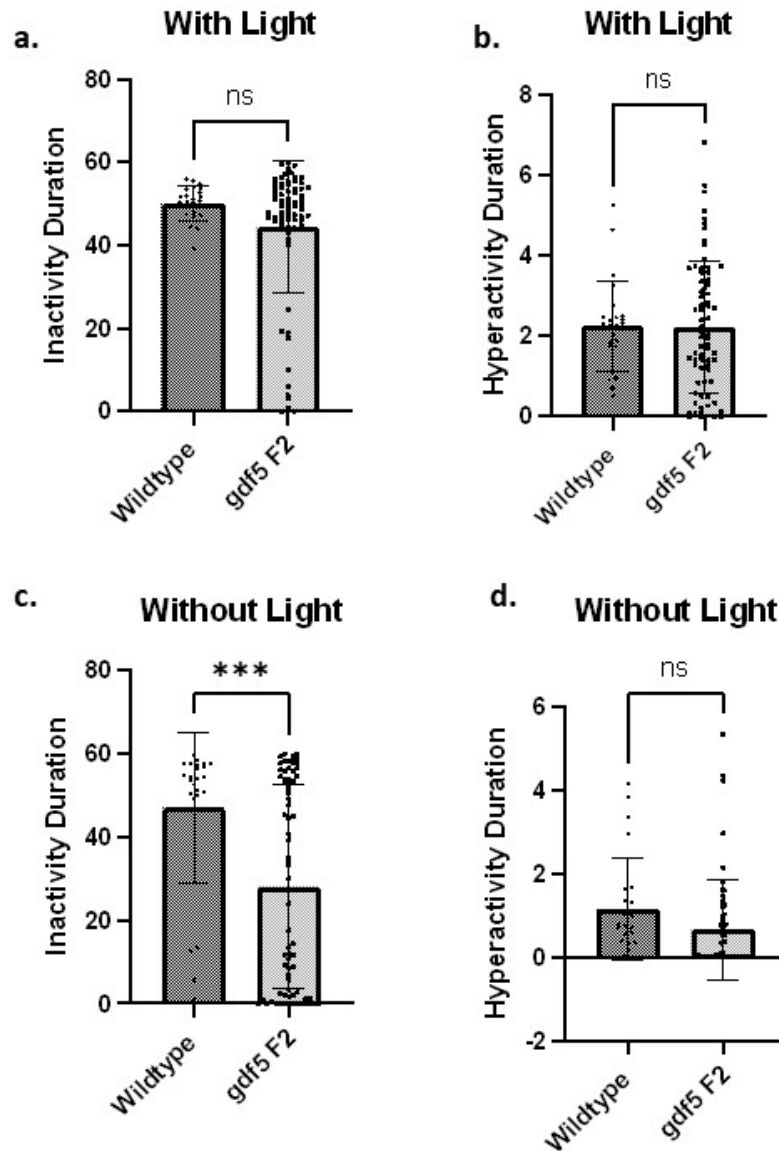 a.
With Light
ns
80
60
40
20
0
Inactivity Duration
Wildtype
gdf5 F2
b.
With Light
ns
8
6
4
2
0
Hyperactivity Duration
Wildtype
gdf5 F2
c.
Without Light
***
80
60
40
20
0
Inactivity Duration
Wildtype
gdf5 F2
d.
Without Light
ns
6
4
2
0
-2
Hyperactivity Duration
Wildtype
gdf5 F2